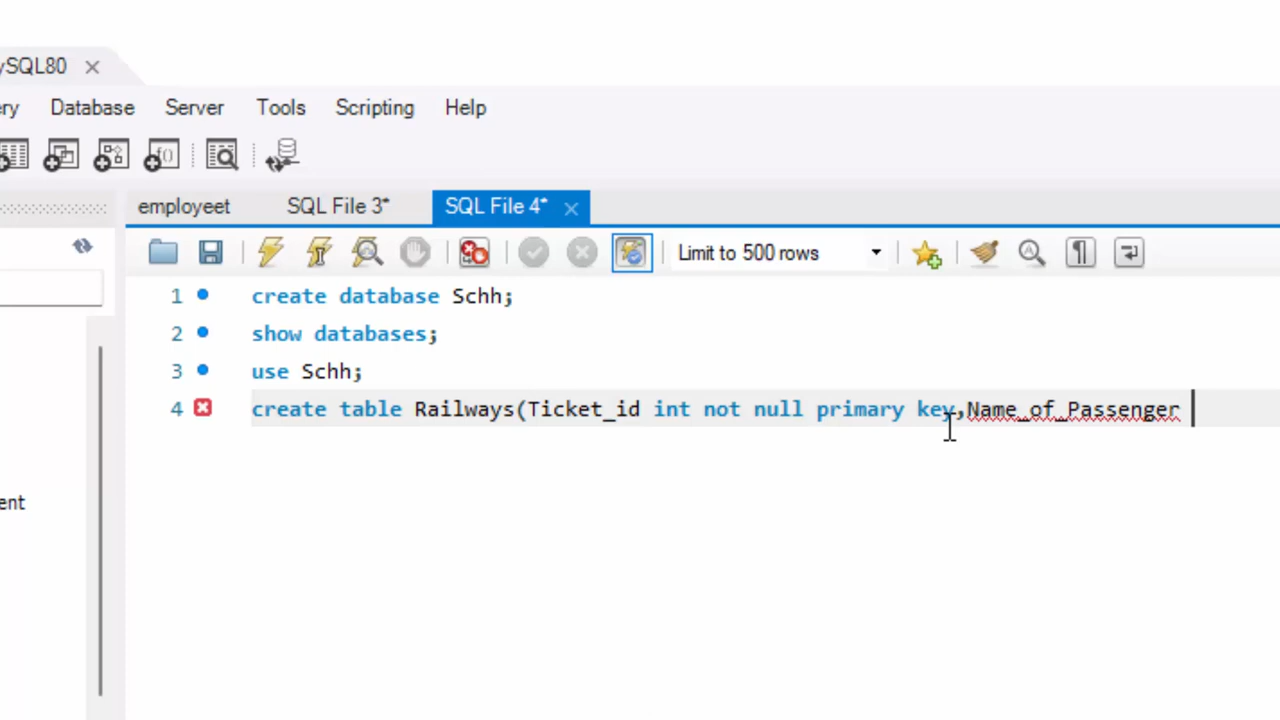 ySQL80
ry Database Server Tools Scripting Help
employeet SQL File 3* SQL File 4*
Limit to 500 rows
1 create database Schh;
2 show databases;
3 use Schh;
4 create table Railways(Ticket_id int not null primary key,Name_of_Passenger
ent